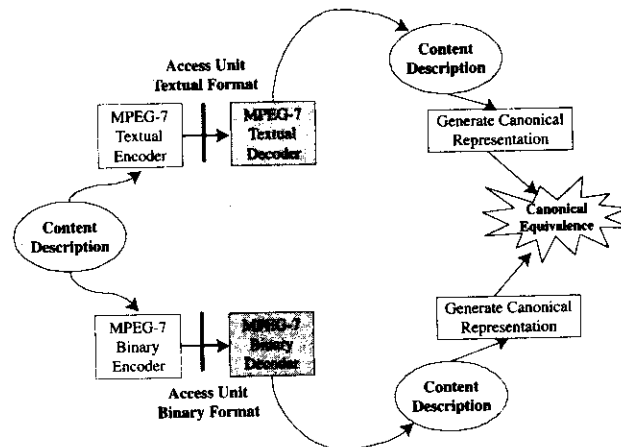 Access Unit
Textual Format
MPEG-7
Textual
Encoder
MPEG-7
Textual
Decoder
Content
Description
Generate Canonical
Representation
Content
Description
Canonical
Equivalence
MPEG-7
Binary
Encoder
MPEG-7
Binary
Decoder
Access Unit
Binary Format
Generate Canonical
Representation
Content
Description